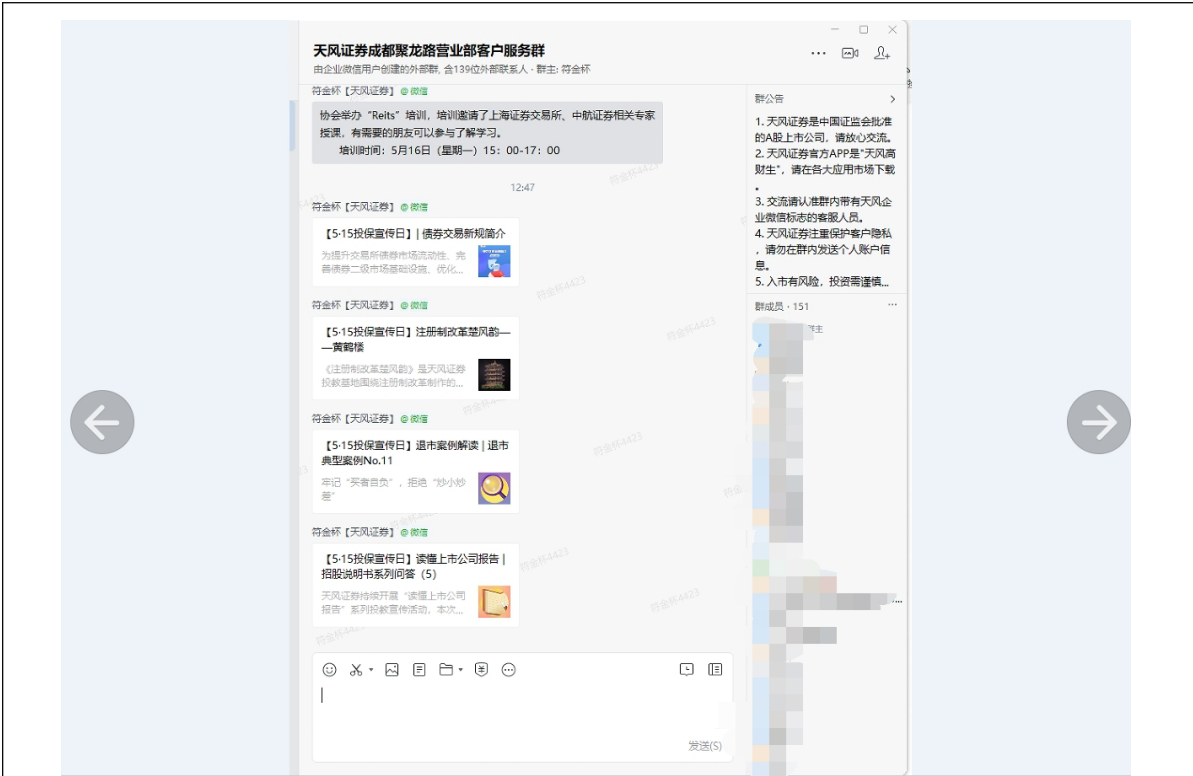 天风证券成都聚龙路营业部客户服务群
由企业微信用户创建的外部群, 含139位外部联系人 · 群主: 符金杯
符金杯【天风证券】@微信
协会举办“Reits”培训，培训邀请了上海证券交易所、中航证券相关专家
授课，有需要的朋友可以参与了解学习。
培训时间：5月16日（星期一）15：00-17：00
12:47
符金杯【天风证券】@微信
【5·15投保宣传日】| 债券交易新规简介
为提升交易所债券市场流动性、完
善债券二级市场基础设施、优化...
符金杯【天风证券】@微信
【5·15投保宣传日】注册制改革楚风韵—
—黄鹤楼
《注册制改革楚风韵》是天风证券
投教基地围绕注册制改革制作的...
符金杯【天风证券】@微信
【5·15投保宣传日】退市案例解读 | 退市
典型案例No.11
牢记“买者自负”，拒绝“炒小炒
差”
符金杯【天风证券】@微信
【5·15投保宣传日】读懂上市公司报告 |
招股说明书系列问答（5）
天风证券持续开展“读懂上市公司
报告”系列投教宣传活动，本次...
发送(S)
群公告
1. 天风证券是中国证监会批准
的A股上市公司，请放心交流。
2. 天风证券官方APP是"天风高
财生"，请在各大应用市场下载
。
3. 交流请认准群内带有天风企
业微信标志的客服人员。
4. 天风证券注重保护客户隐私
，请勿在群内发送个人账户信
息。
5. 入市有风险，投资需谨慎...
群成员 · 151
群主
符金杯4423